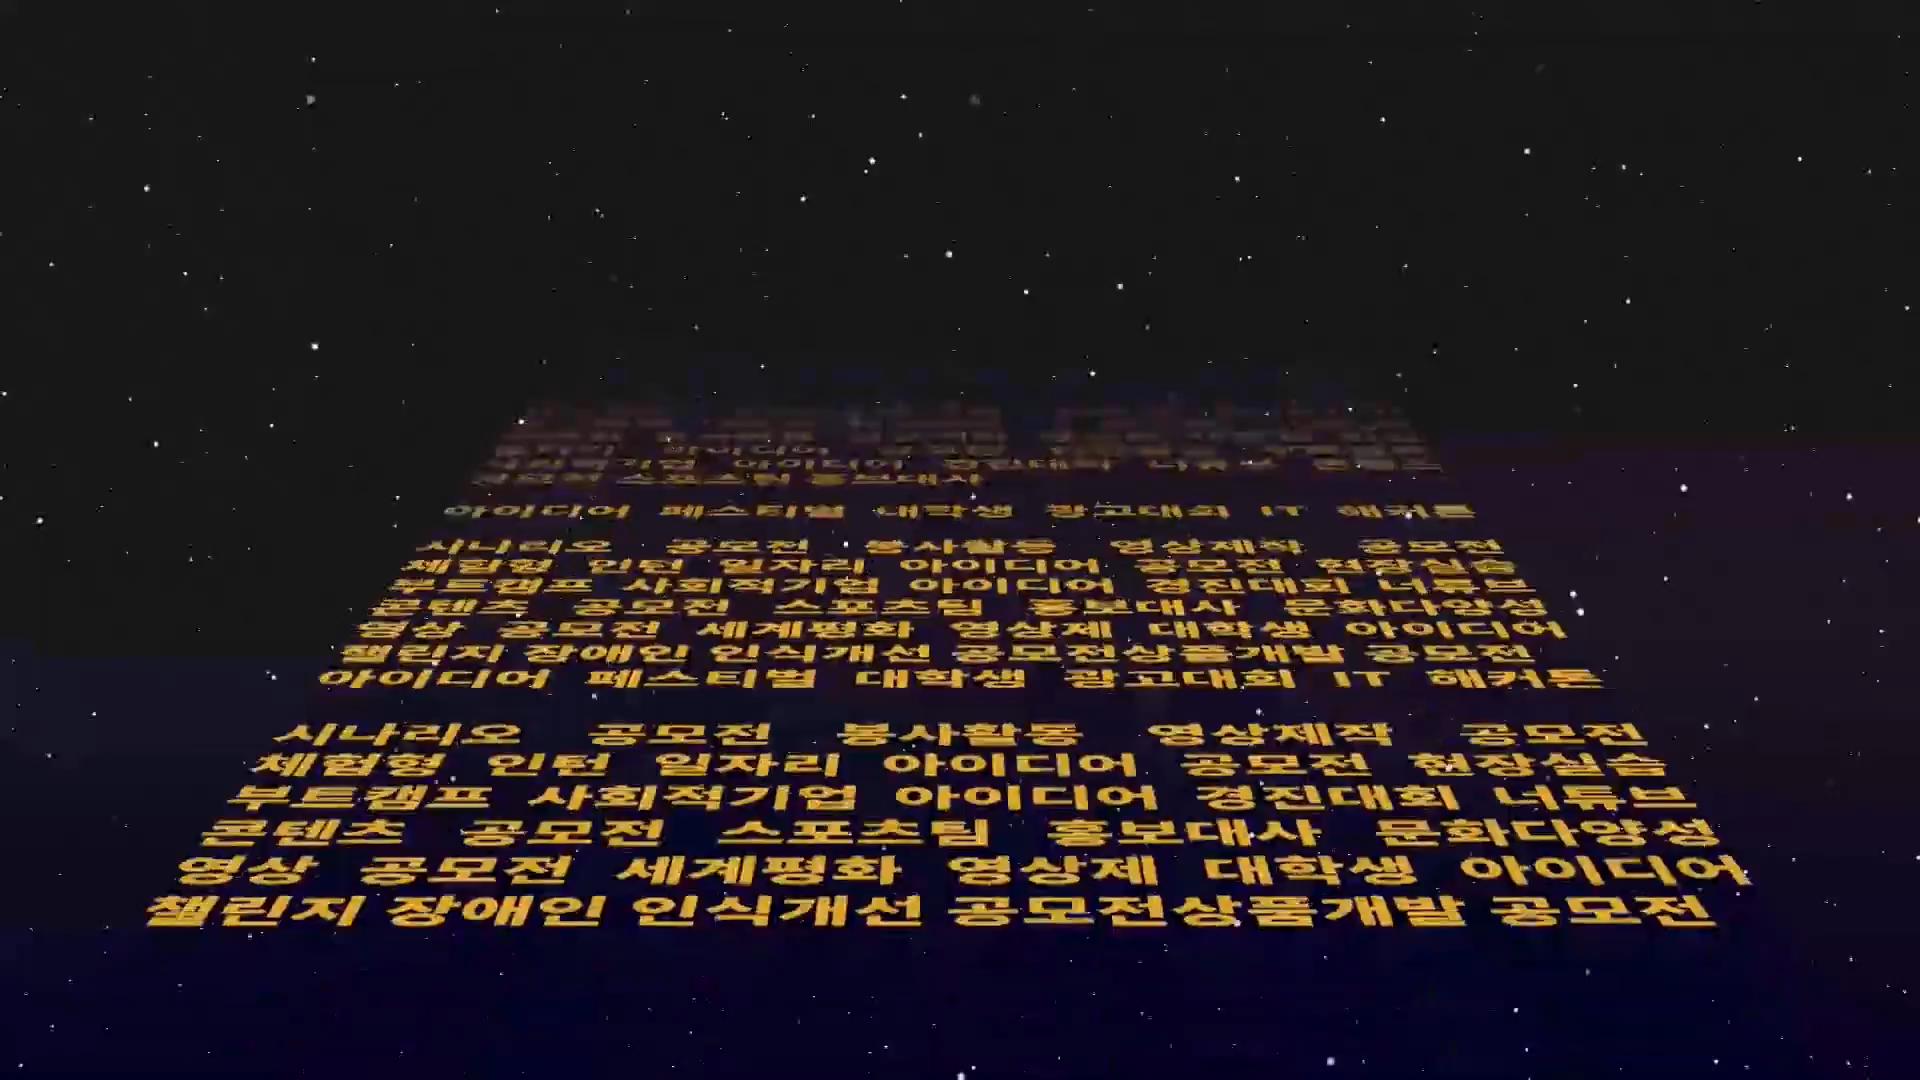 아이디어
스포츠팀 홍보대사
아이디어 페스티벌 대학생 광고대회 IT 해커톤
시나리오 공모전 봉사활동 영상제작 공모전
체험형 인턴 일자리 아이디어 공모전 현장실습
부트캠프 사회적기업 아이디어 경진대회 너튜브
콘텐츠 공모전 스포츠팀 홍보대사 문화다양성
영상 공모전 세계평화 영상제 대학생 아이디어
챌린지 장애인 인식개선 공모전상품개발 공모전
아이디어 페스티벌 대학생 광고대회 IT 해커톤
시나리오 공모전 봉사활동 영상제작 공모전
체험형 인턴 일자리 아이디어 공모전 현장실습
부트캠프 사회적기업 아이디어 경진대회 너튜브
콘텐츠 공모전 스포츠팀 홍보대사 문화다양성
영상 공모전 세계평화 영상제 대학생 아이디어
챌린지 장애인 인식개선 공모전상품개발 공모전